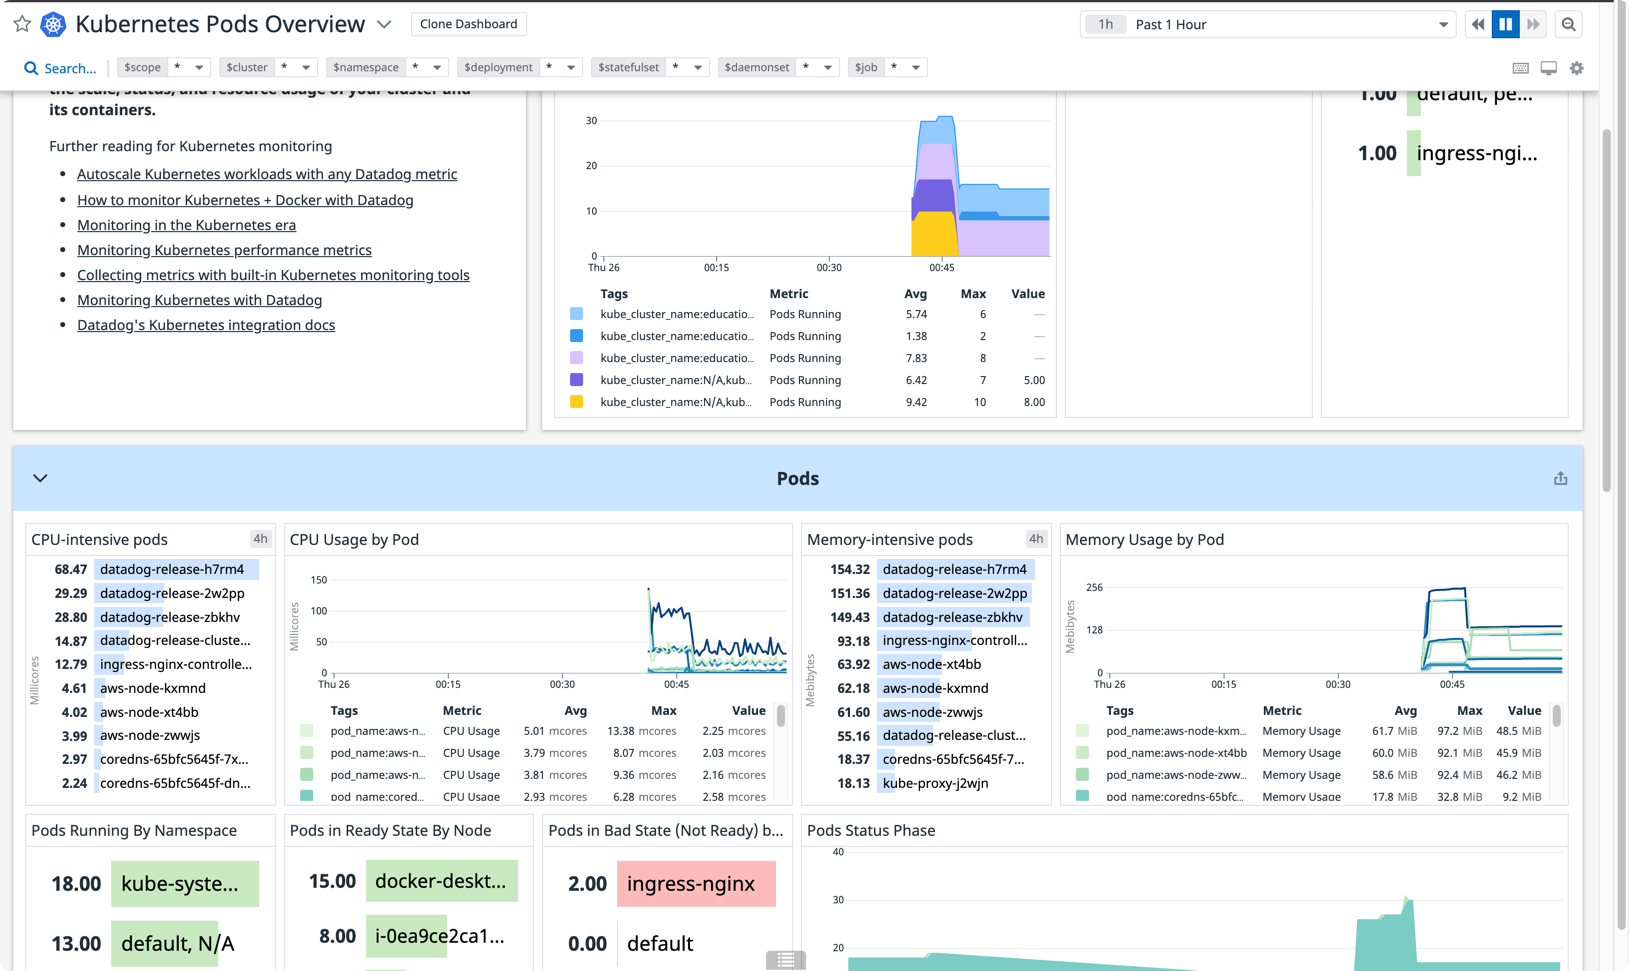 Kubernetes Pods Overview
Clone Dashboard
1h Past 1 Hour
Search...
$scope *
$cluster *
$namespace *
$deployment *
$statefulset *
$daemonset *
$job *
the scale, status, and resource usage of your cluster and
its containers.
Further reading for Kubernetes monitoring
• Autoscale Kubernetes workloads with any Datadog metric
• How to monitor Kubernetes + Docker with Datadog
• Monitoring in the Kubernetes era
• Monitoring Kubernetes performance metrics
• Collecting metrics with built-in Kubernetes monitoring tools
• Monitoring Kubernetes with Datadog
• Datadog's Kubernetes integration docs
30
20
10
0
Thu 26 00:15 00:30 00:45
Tags Metric Avg Max Value
kube_cluster_name:educatio... Pods Running 5.74 6 —
kube_cluster_name:educatio... Pods Running 1.38 2 —
kube_cluster_name:educatio... Pods Running 7.83 8 —
kube_cluster_name:N/A,kub... Pods Running 6.42 7 5.00
kube_cluster_name:N/A,kub... Pods Running 9.42 10 8.00
1.00 default, pe...
1.00 ingress-ngi...
Pods
CPU-intensive pods 4h
Millicores
68.47 datadog-release-h7rm4
29.29 datadog-release-2w2pp
28.80 datadog-release-zbkhv
14.87 datadog-release-cluste...
12.79 ingress-nginx-controlle...
4.61 aws-node-kxmnd
4.02 aws-node-xt4bb
3.99 aws-node-zwwjs
2.97 coredns-65bfc5645f-7x...
2.24 coredns-65bfc5645f-dn...
CPU Usage by Pod
Millicores
150
100
50
0
Thu 26 00:15 00:30 00:45
Tags Metric Avg Max Value
pod_name:aws-n... CPU Usage 5.01 mcores 13.38 mcores 2.25 mcores
pod_name:aws-n... CPU Usage 3.79 mcores 8.07 mcores 2.03 mcores
pod_name:aws-n... CPU Usage 3.81 mcores 9.36 mcores 2.16 mcores
pod_name:cored... CPU Usage 2.93 mcores 6.28 mcores 2.58 mcores
Memory-intensive pods 4h
Mebibytes
154.32 datadog-release-h7rm4
151.36 datadog-release-2w2pp
149.43 datadog-release-zbkhv
93.18 ingress-nginx-controll...
63.92 aws-node-xt4bb
62.18 aws-node-kxmnd
61.60 aws-node-zwwjs
55.16 datadog-release-clust...
18.37 coredns-65bfc5645f-7...
18.13 kube-proxy-j2wjn
Memory Usage by Pod
Mebibytes
256
128
0
Thu 26 00:15 00:30 00:45
Tags Metric Avg Max Value
pod_name:aws-node-kxm... Memory Usage 61.7 MiB 97.2 MiB 48.5 MiB
pod_name:aws-node-xt4bb Memory Usage 60.0 MiB 92.1 MiB 45.9 MiB
pod_name:aws-node-zww... Memory Usage 58.6 MiB 92.4 MiB 46.2 MiB
pod_name:coredns-65bfc... Memory Usage 17.8 MiB 32.8 MiB 9.2 MiB
Pods Running By Namespace
18.00 kube-syste...
13.00 default, N/A
Pods in Ready State By Node
15.00 docker-deskt...
8.00 i-0ea9ce2ca1...
Pods in Bad State (Not Ready) b...
2.00 ingress-nginx
0.00 default
Pods Status Phase
40
30
20